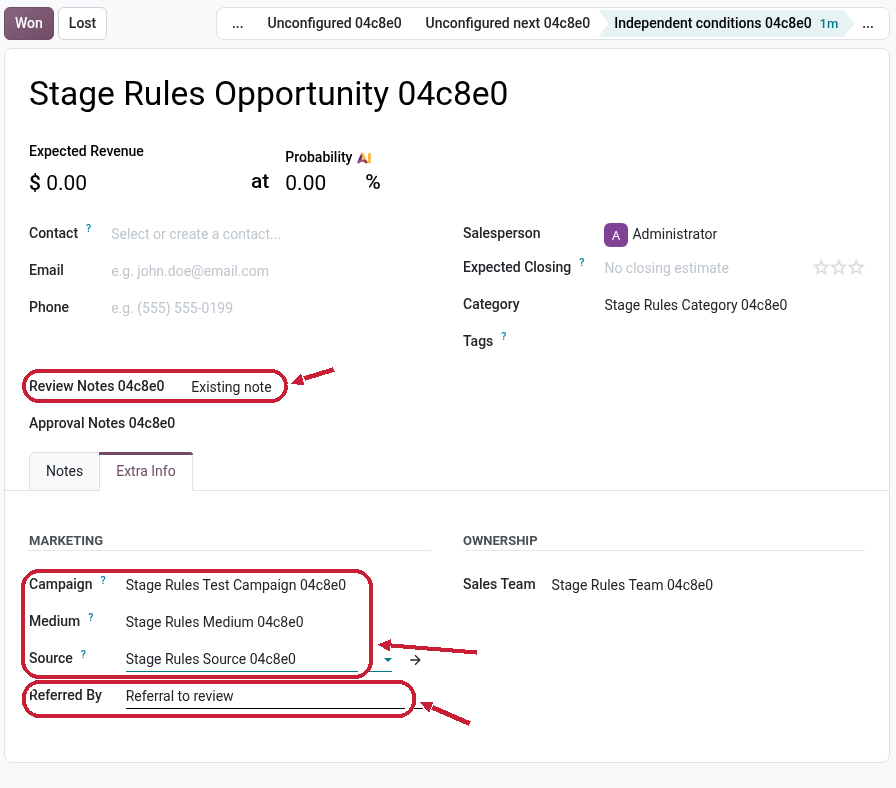 Won Lost ... Unconfigured 04c8e0 Unconfigured next 04c8e0 Independent conditions 04c8e0 1m ...
Stage Rules Opportunity 04c8e0
Expected Revenue
Probability AI
$ 0.00 at 0.00 %
Contact ? Select or create a contact...
Email e.g. john.doe@email.com
Phone e.g. (555) 555-0199
Salesperson A Administrator
Expected Closing ? No closing estimate
Category Stage Rules Category 04c8e0
Tags ?
Review Notes 04c8e0 Existing note
Approval Notes 04c8e0
Notes Extra Info
MARKETING
Campaign ? Stage Rules Test Campaign 04c8e0
Medium ? Stage Rules Medium 04c8e0
Source ? Stage Rules Source 04c8e0
Referred By Referral to review
OWNERSHIP
Sales Team Stage Rules Team 04c8e0